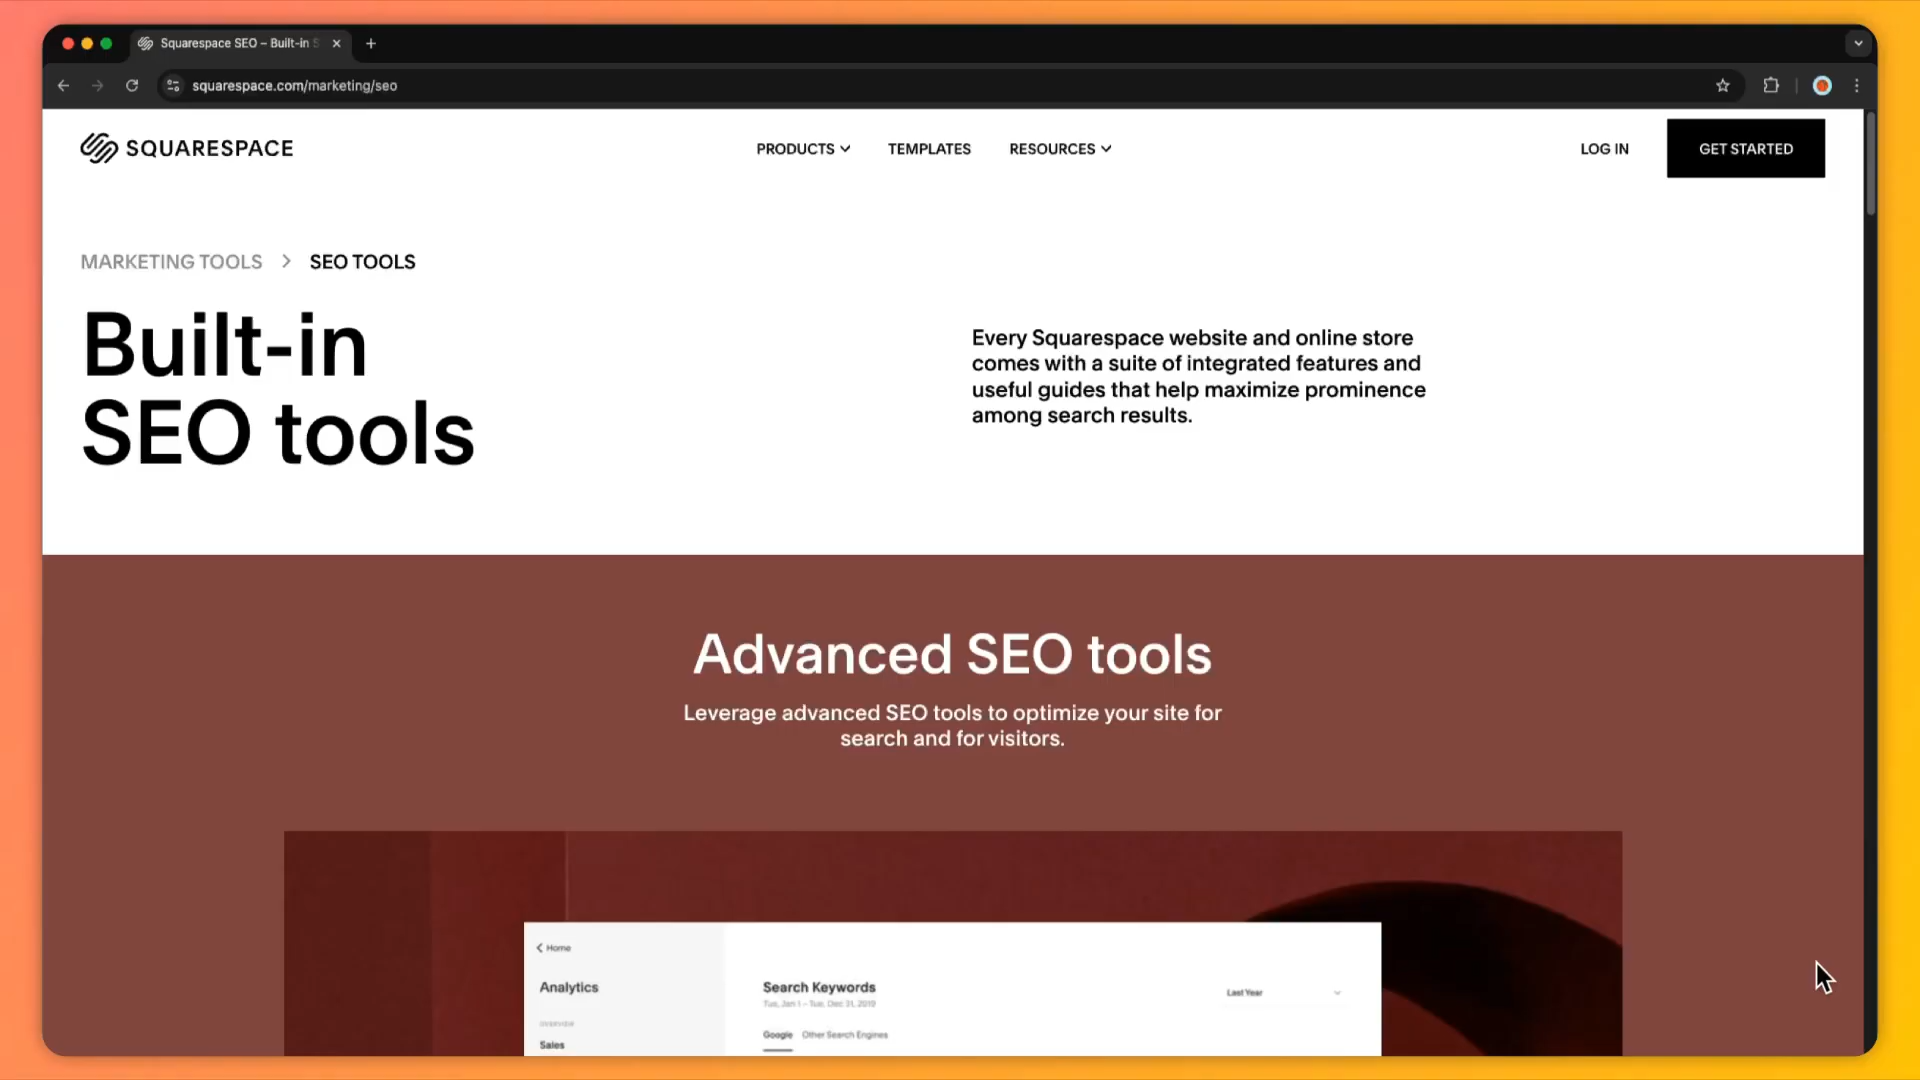 Squarespace SEO – Built-in S
squarespace.com/marketing/seo
SQUARESPACE
PRODUCTS
TEMPLATES
RESOURCES
LOG IN
GET STARTED
MARKETING TOOLS > SEO TOOLS
Built-in
SEO tools
Every Squarespace website and online store
comes with a suite of integrated features and
useful guides that help maximize prominence
among search results.
Advanced SEO tools
Leverage advanced SEO tools to optimize your site for
search and for visitors.
Home
Analytics
OVERVIEW
Sales
Search Keywords
Tue, Jan 1 – Tue, Dec 31, 2019
Last Year
Google
Other Search Engines